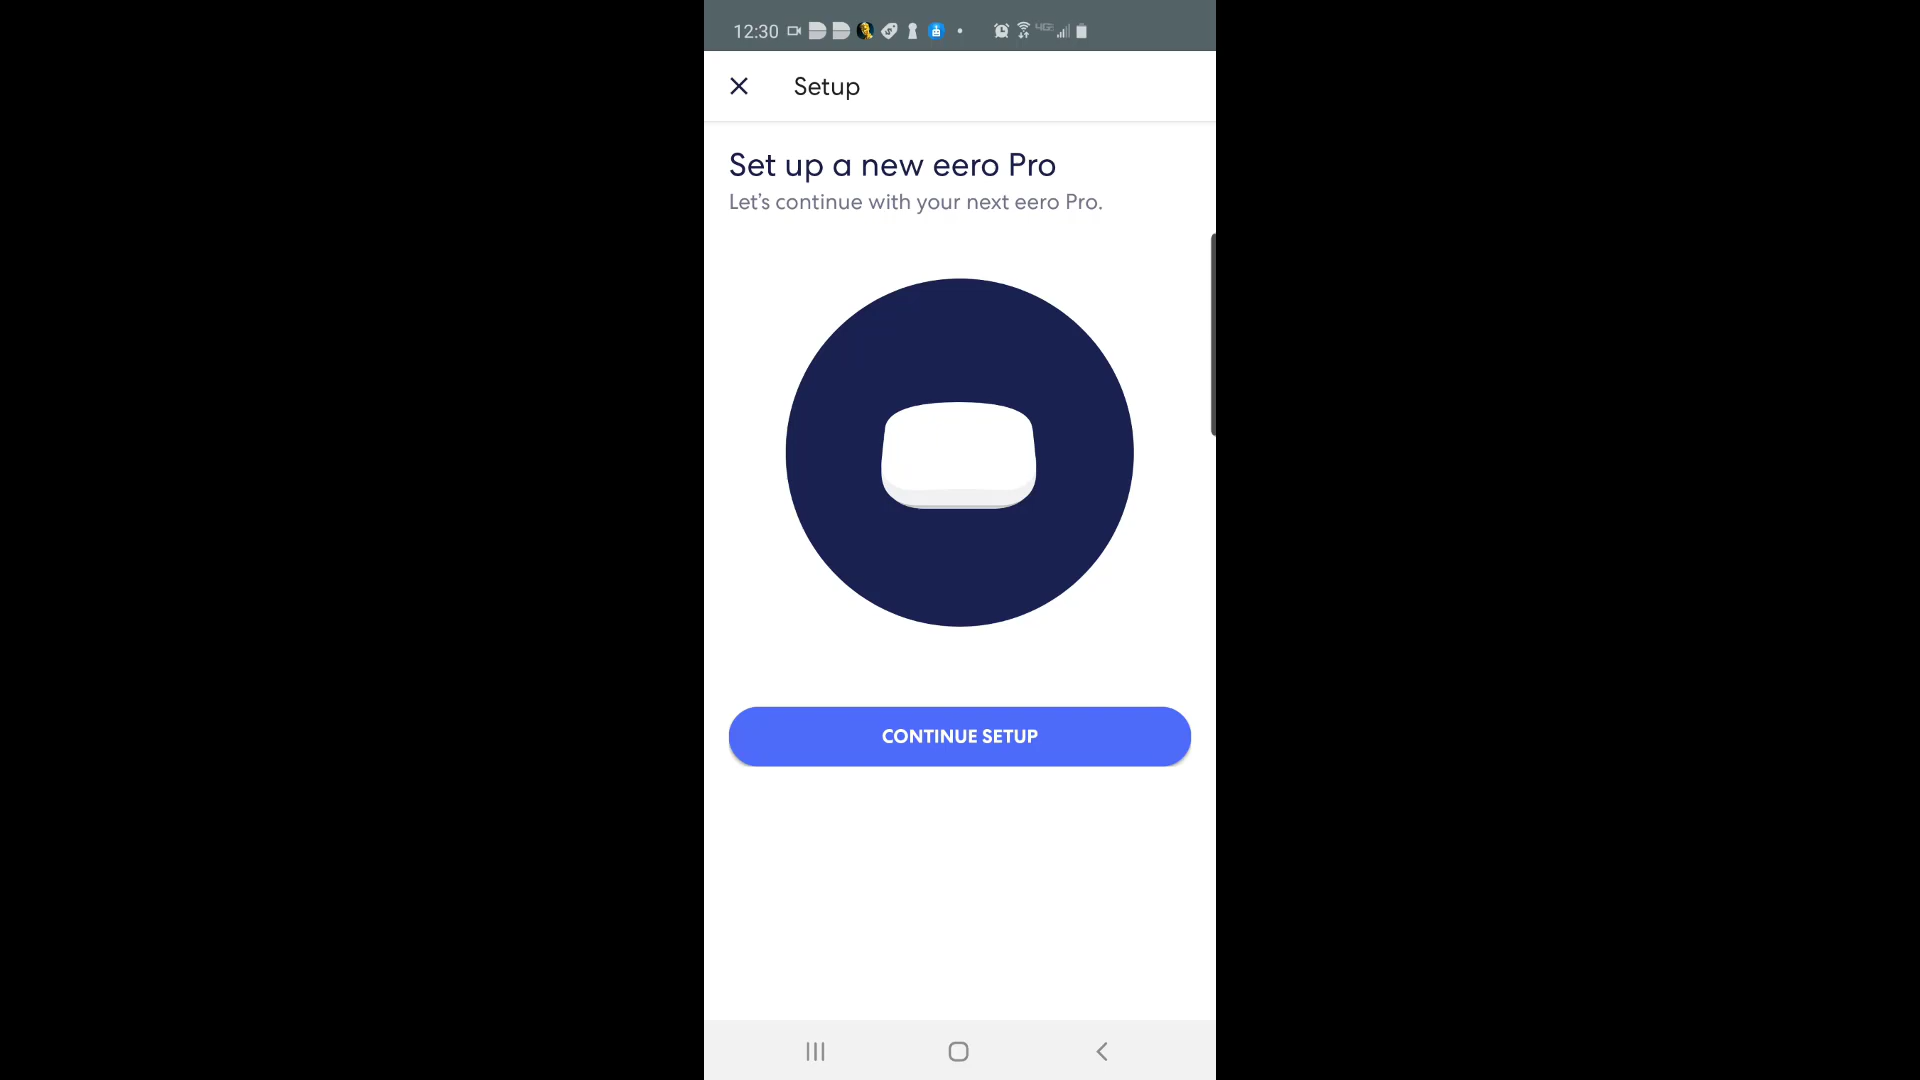 12:30
Setup
Set up a new eero Pro
Let's continue with your next eero Pro.
CONTINUE SETUP